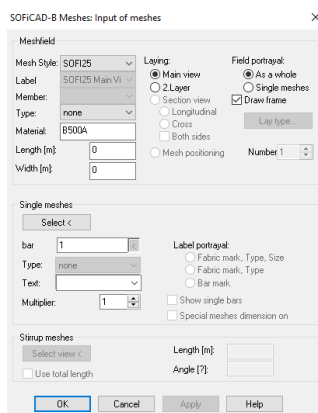 SOFiCAD-B Meshes: Input of meshes
Meshfield
Mesh Style: SOFI25
Laying:
Field portrayal:
Main view
As a whole
Label SOFI25 Main Vi
2.Layer
Single meshes
Member:
Section view
Draw frame
Type: none
Longitudinal
Cross
Lay type...
Material: B500A
Both sides
Length [m]: 0
Mesh positioning
Number 1
Width [m]: 0
Single meshes
Select <
bar 1 <
Label portrayal:
Type: none
Fabric mark, Type, Size
Fabric mark, Type
Text:
Bar mark
Multiplier: 1
Show single bars
Special meshes dimension on
Stirrup meshes
Select view <
Length [m]:
Use total length
Angle [?]:
OK Cancel Apply Help